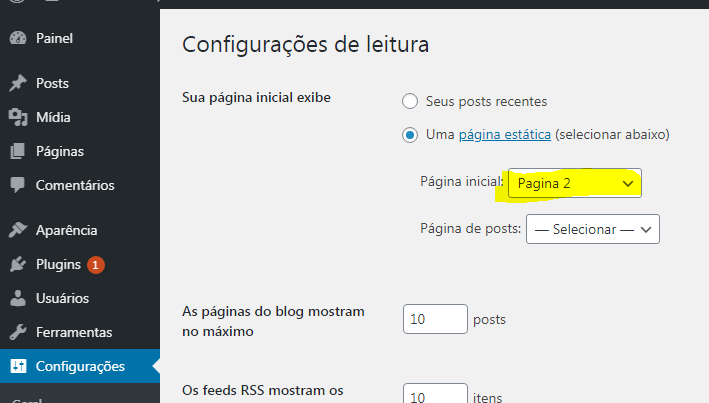 Painel
Posts
Mídia
Páginas
Comentários
Aparência
Plugins 1
Usuários
Ferramentas
Configurações
Configurações de leitura
Sua página inicial exibe
Seus posts recentes
Uma página estática (selecionar abaixo)
Página inicial: Pagina 2
Página de posts: — Selecionar —
As páginas do blog mostram
no máximo
10 posts
Os feeds RSS mostram os
10 itens